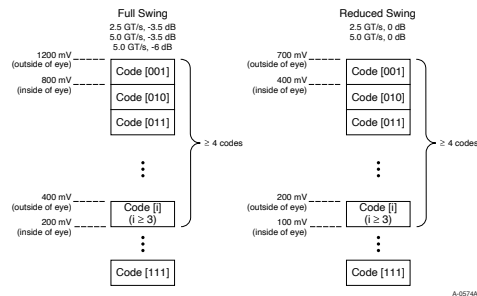 Full Swing
2.5 GT/s, -3.5 dB
5.0 GT/s, -3.5 dB
5.0 GT/s, -6 dB
1200 mV
(outside of eye)
800 mV
(inside of eye)
Code [001]
Code [010]
Code [011]
≥ 4 codes
400 mV
(outside of eye)
200 mV
(inside of eye)
Code [i]
(i ≥ 3)
Code [111]
Reduced Swing
2.5 GT/s, 0 dB
5.0 GT/s, 0 dB
700 mV
(outside of eye)
400 mV
(inside of eye)
Code [001]
Code [010]
Code [011]
≥ 4 codes
200 mV
(outside of eye)
100 mV
(inside of eye)
Code [i]
(i ≥ 3)
Code [111]
A-0574A